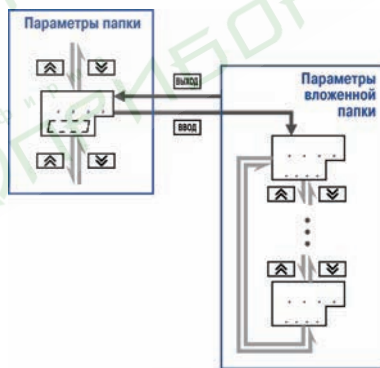 Параметры папки
ВЫХОД
ВВОД
Параметры
вложенной
папки